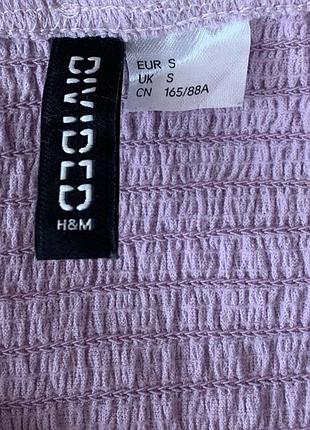 DIVIDED
H&M
EUR S
UK S
CN 165/88A